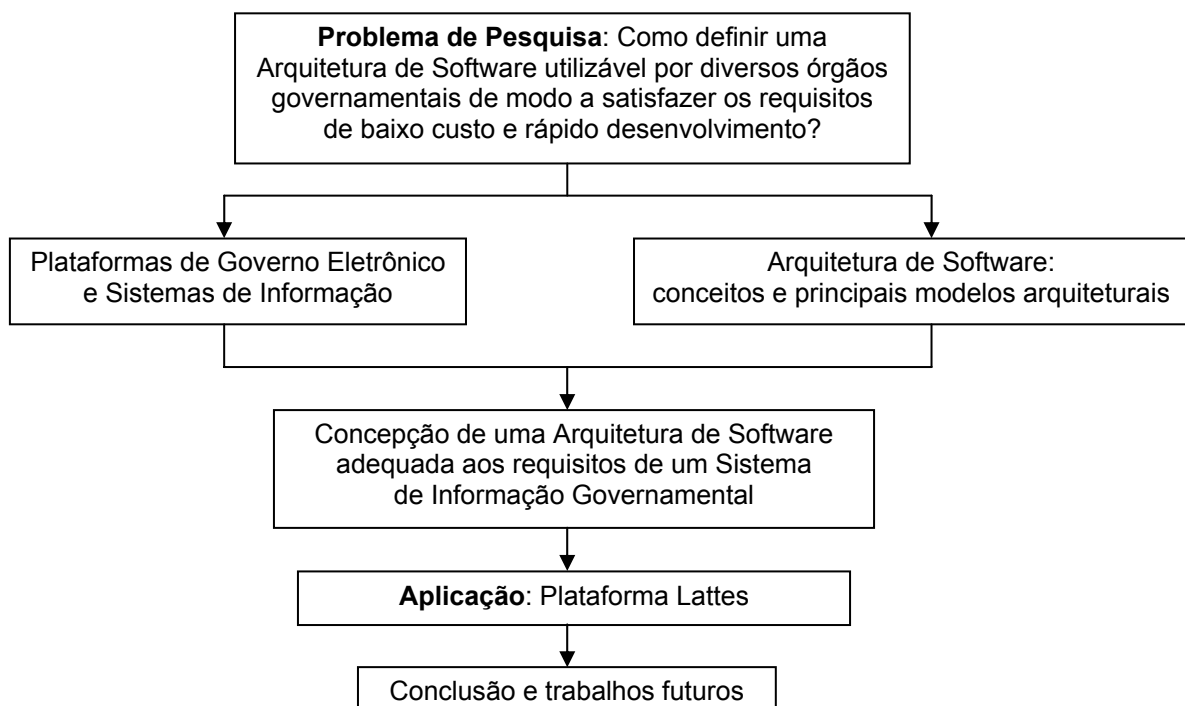 Problema de Pesquisa: Como definir uma
Arquitetura de Software utilizável por diversos órgãos
governamentais de modo a satisfazer os requisitos
de baixo custo e rápido desenvolvimento?
Plataformas de Governo Eletrônico
e Sistemas de Informação
Arquitetura de Software:
conceitos e principais modelos arquiteturais
Concepção de uma Arquitetura de Software
adequada aos requisitos de um Sistema
de Informação Governamental
Aplicação: Plataforma Lattes
Conclusão e trabalhos futuros